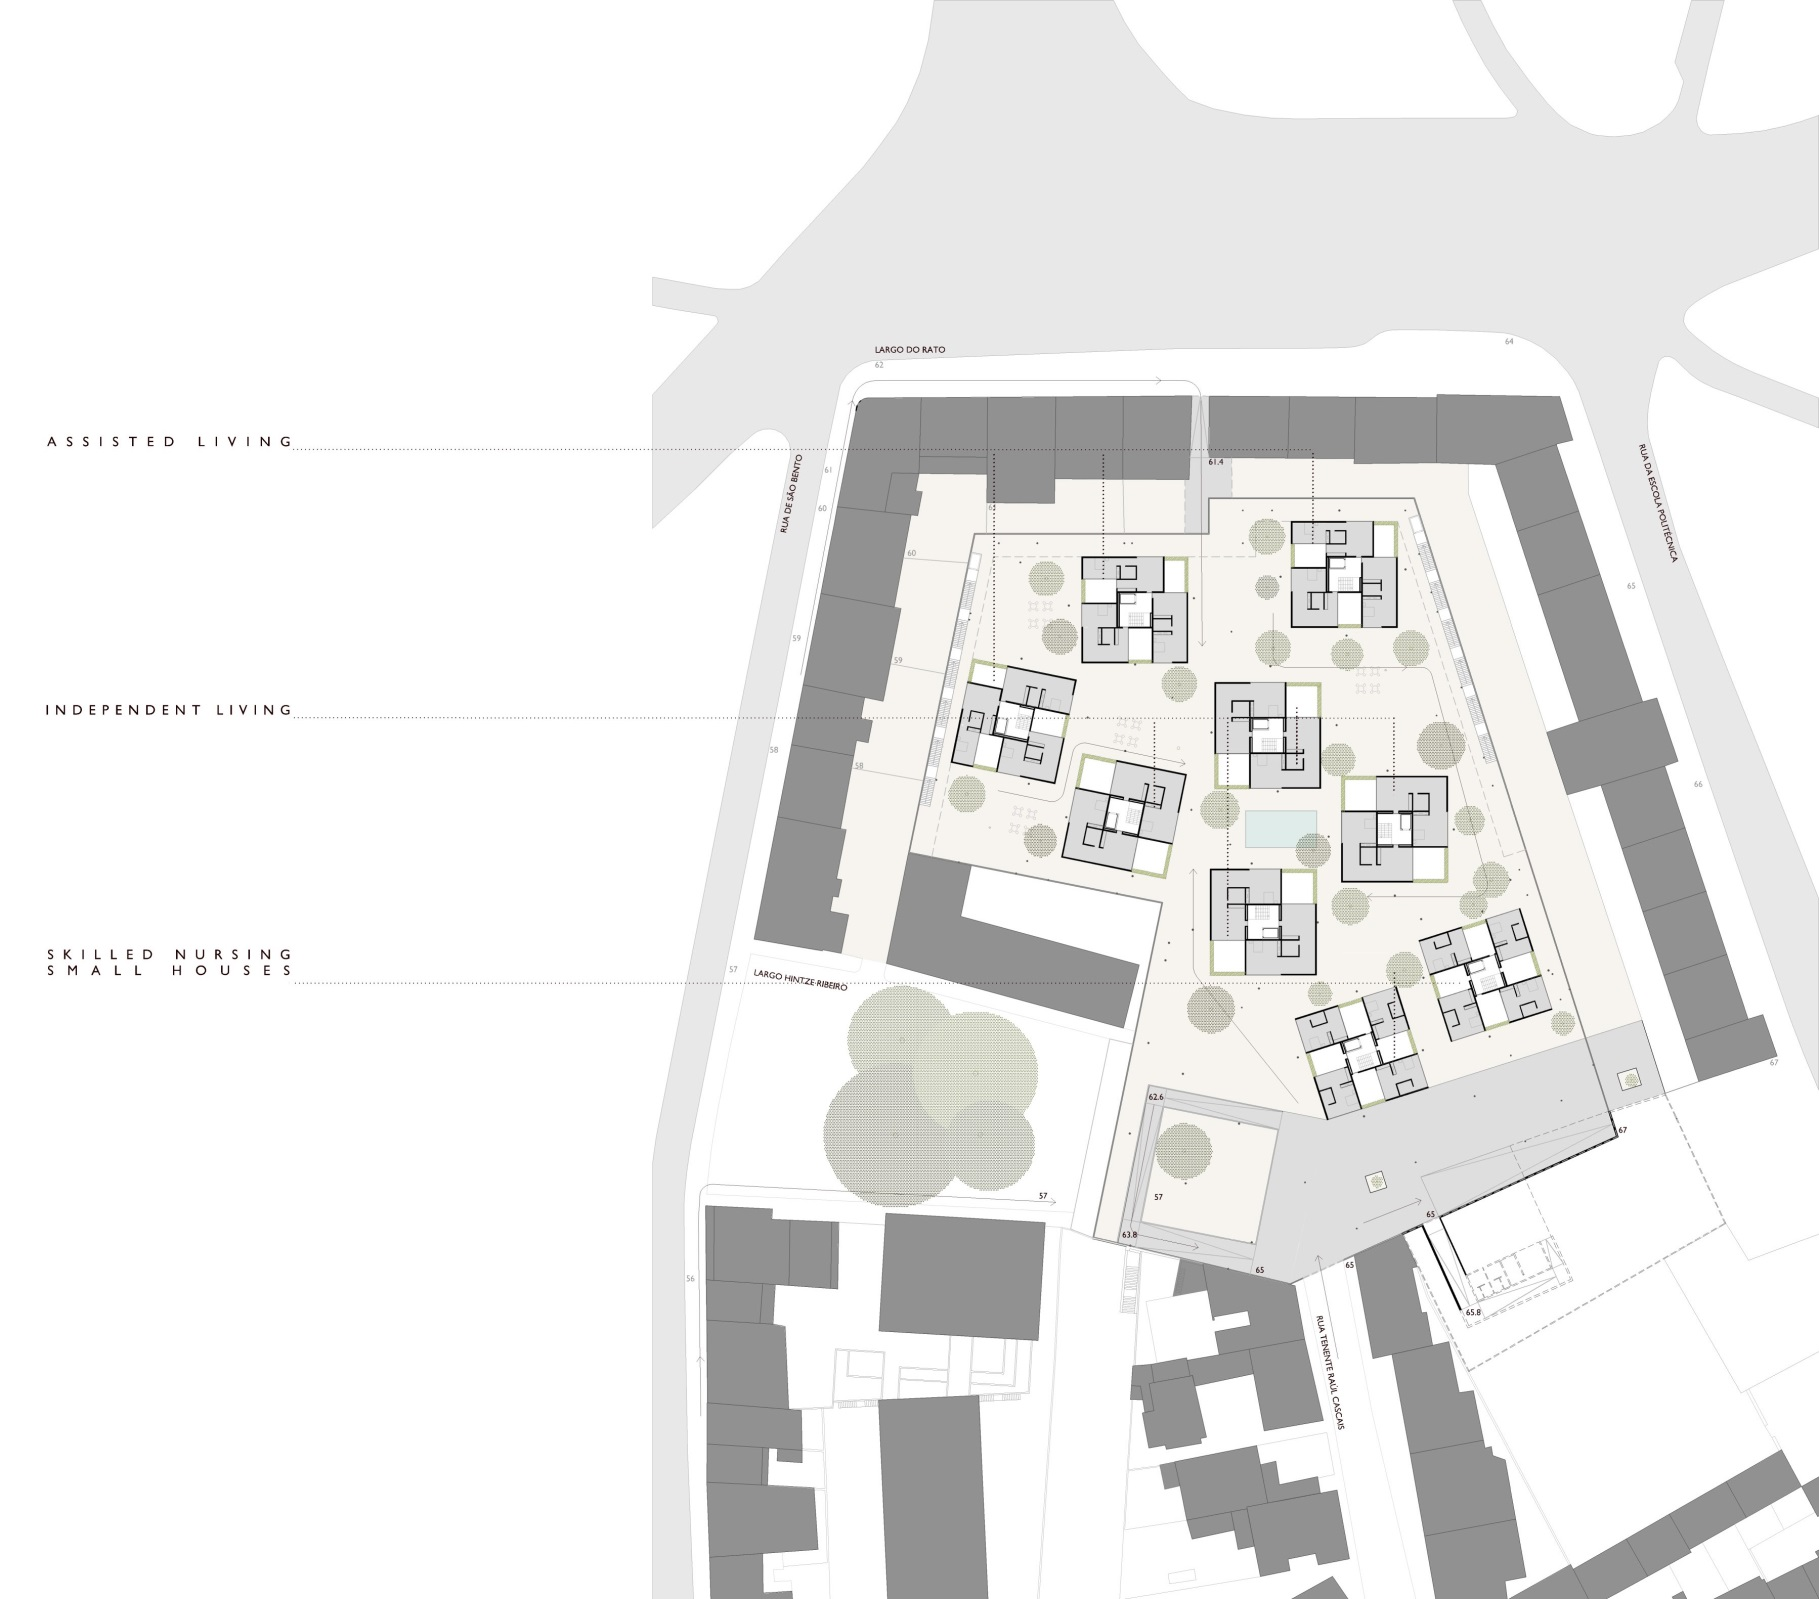 LARGO DO RATO
62
64
ASSISTED LIVING
61.4
61
RUA DE SÃO BENTO
RUA DA ESCOLA POLITÉCNICA
60
60
65
59
59
INDEPENDENT LIVING
58
58
66
SKILLED NURSING
SMALL HOUSES
57
LARGO HINTZE RIBEIRO
67
62.6
67
57
57
65
63.8
65
65
56
65.8
RUA TENENTE RAÚL CASCAIS